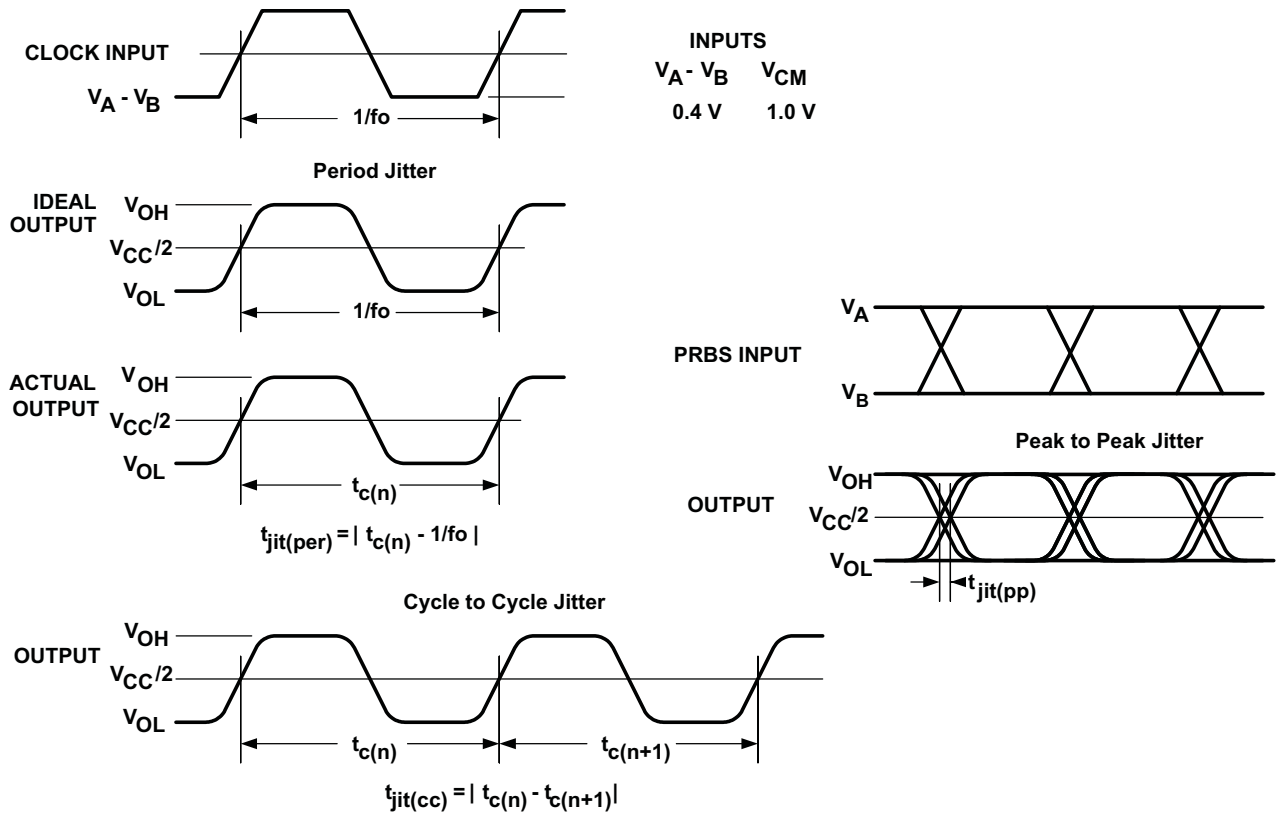 CLOCK INPUT
VA - VB
1/fo
INPUTS
VA - VB VCM
0.4 V 1.0 V
Period Jitter
IDEAL
OUTPUT
VOH
VCC/2
VOL
1/fo
ACTUAL
OUTPUT
VOH
VCC/2
VOL
tc(n)
tjit(per) = | tc(n) - 1/fo |
PRBS INPUT
VA
VB
Peak to Peak Jitter
OUTPUT
VOH
VCC/2
VOL
tjit(pp)
Cycle to Cycle Jitter
OUTPUT
VOH
VCC/2
VOL
tc(n)
tc(n+1)
tjit(cc) = | tc(n) - tc(n+1)|